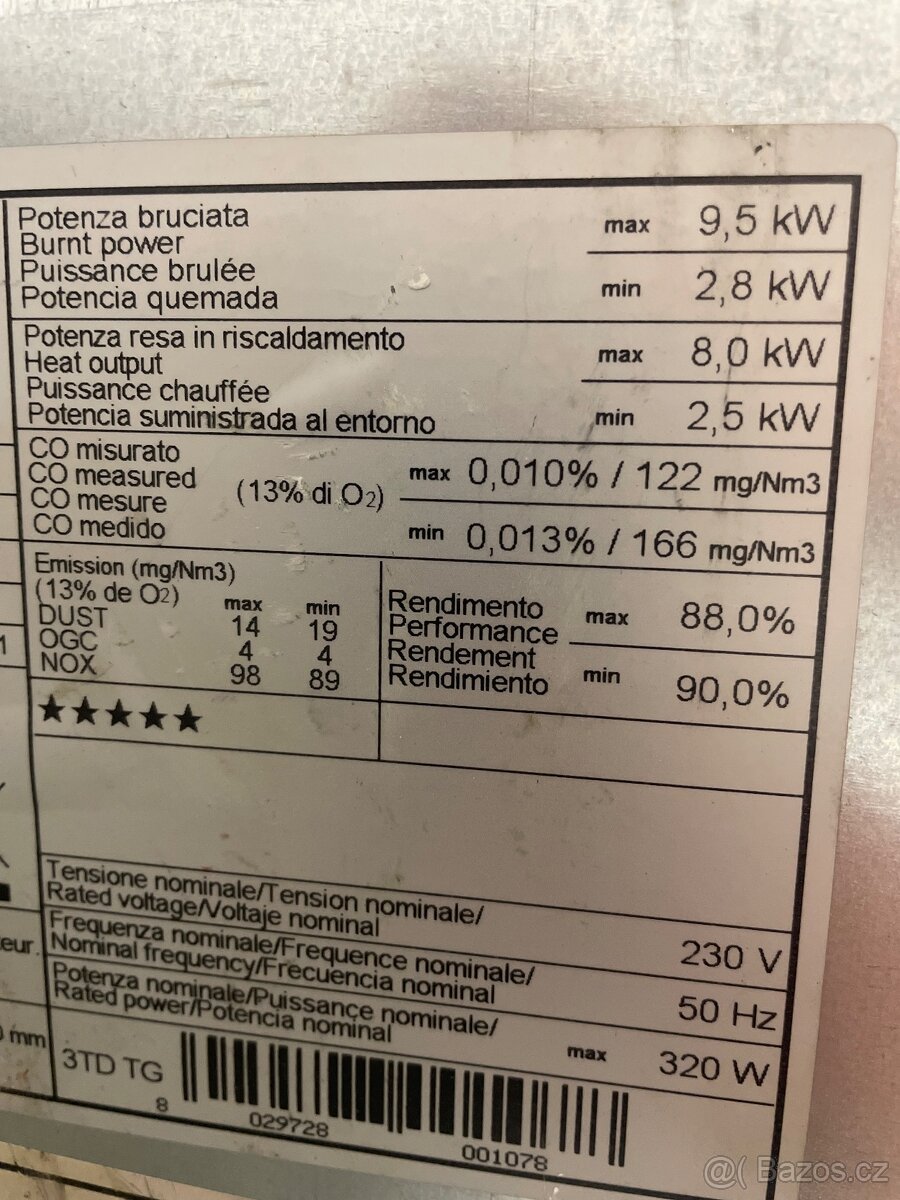 Potenza bruciata
Burnt power
Puissance brulée
Potencia quemada
max 9,5 kW
min 2,8 kW
Potenza resa in riscaldamento
Heat output
Puissance chauffée
Potencia suministrada al entorno
max 8,0 kW
min 2,5 kW
CO misurato
CO measured
CO mesure
CO medido
(13% di O2)
max 0,010% / 122 mg/Nm3
min 0,013% / 166 mg/Nm3
Emission (mg/Nm3)
(13% de O2) max min
DUST 14 19
OGC 4 4
NOX 98 89
★★★★★
Rendimento
Performance
Rendement
Rendimiento
max 88,0%
min 90,0%
Tensione nominale/Tension nominale/
Rated voltage/Voltaje nominal
230 V
Frequenza nominale/Frequence nominale/
Nominal frequency/Frecuencia nominal
50 Hz
Potenza nominale/Puissance nominale/
Rated power/Potencia nominal
max 320 W
1
eur.
0 mm
3TD TG
8 029728 001078
@( Bazos.cz